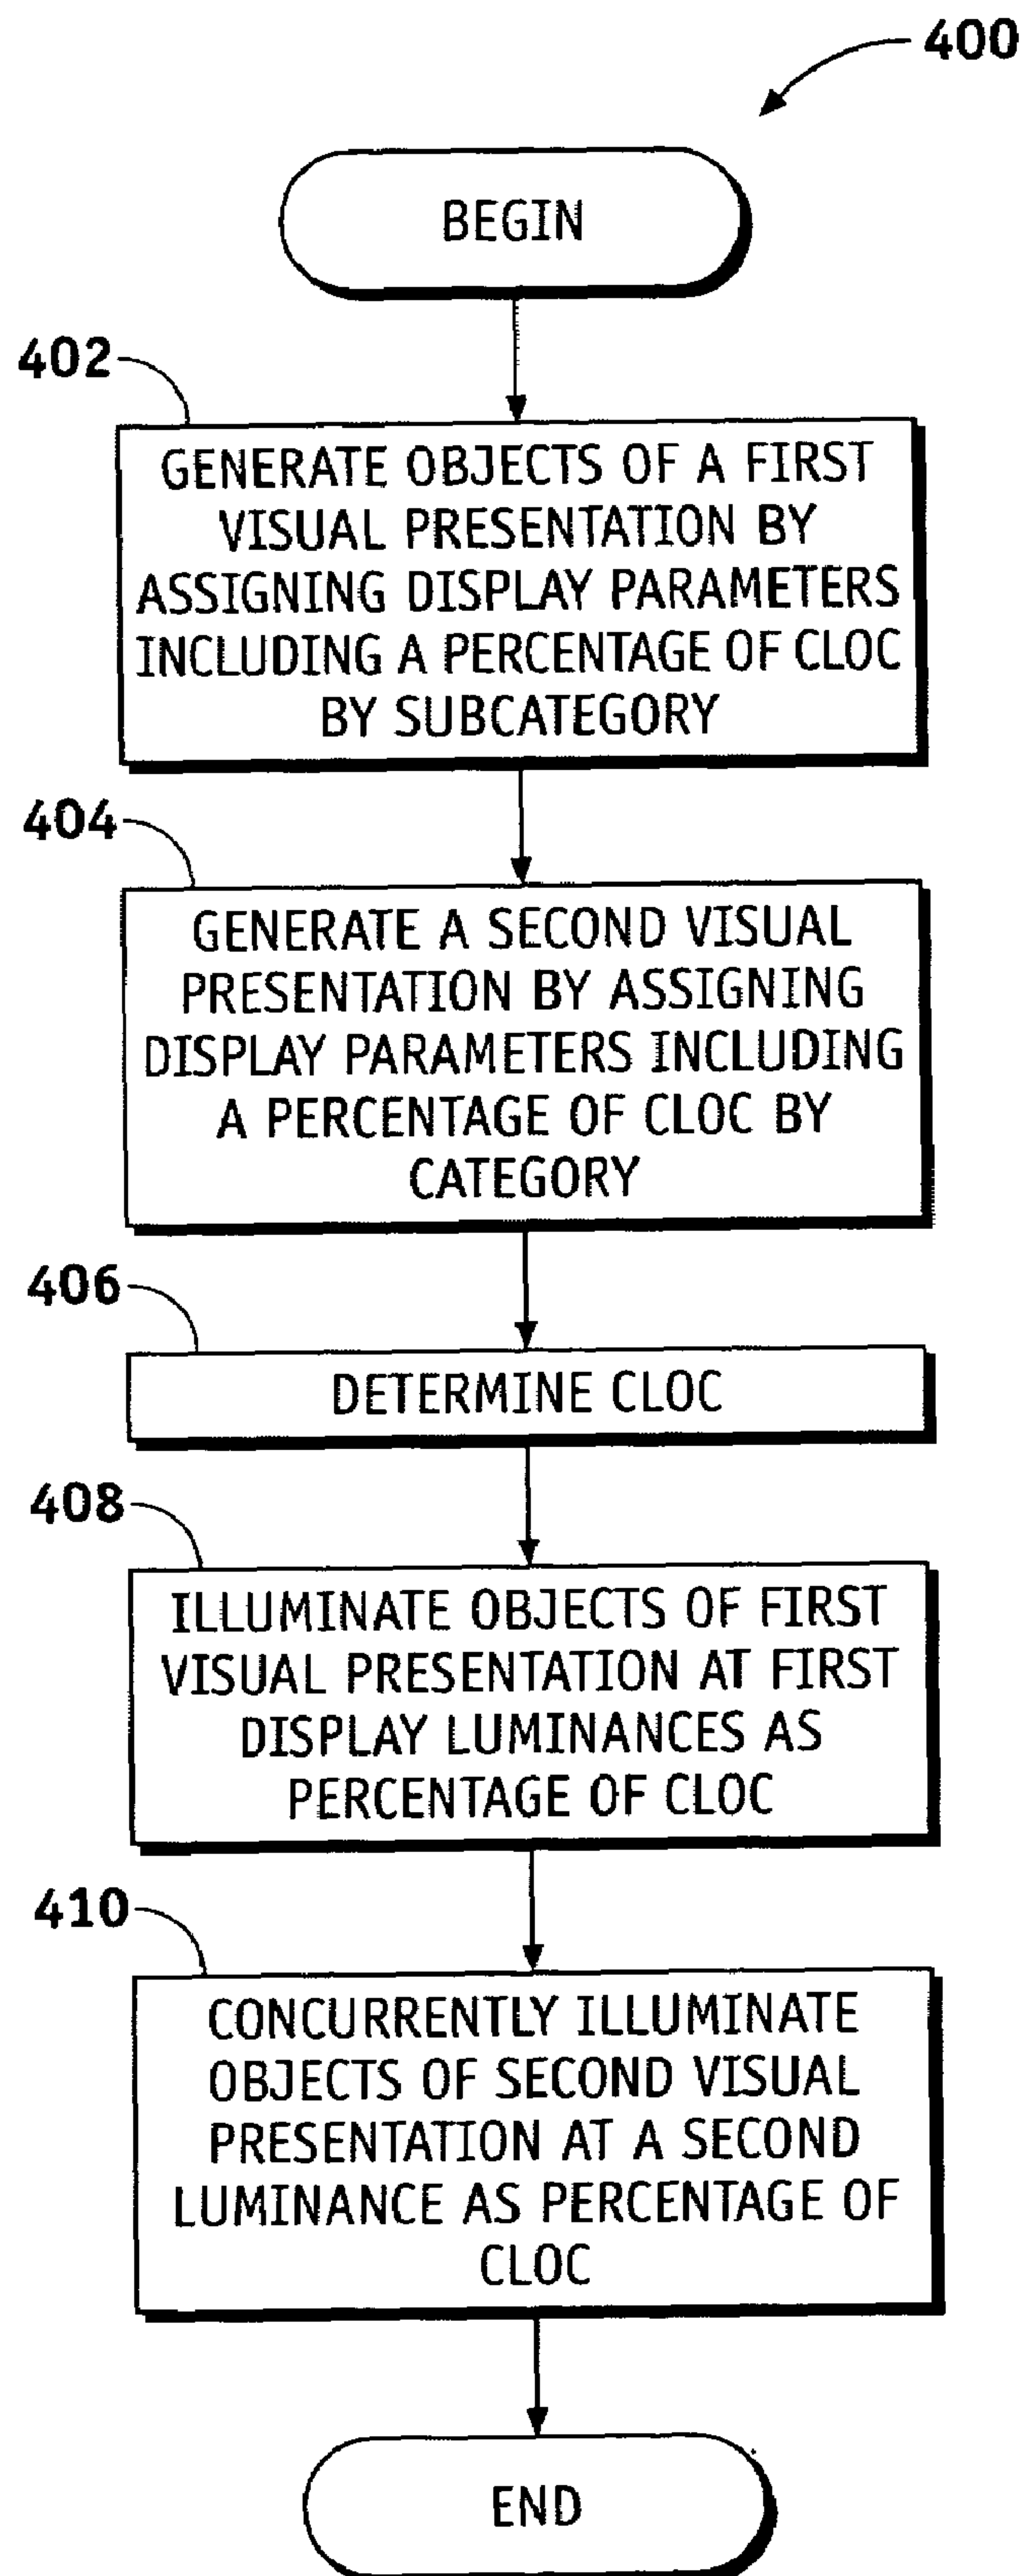 400
BEGIN
402
GENERATE OBJECTS OF A FIRST
VISUAL PRESENTATION BY
ASSIGNING DISPLAY PARAMETERS
INCLUDING A PERCENTAGE OF CLOC
BY SUBCATEGORY
404
GENERATE A SECOND VISUAL
PRESENTATION BY ASSIGNING
DISPLAY PARAMETERS INCLUDING
A PERCENTAGE OF CLOC BY
CATEGORY
406
DETERMINE CLOC
408
ILLUMINATE OBJECTS OF FIRST
VISUAL PRESENTATION AT FIRST
DISPLAY LUMINANCES AS
PERCENTAGE OF CLOC
410
CONCURRENTLY ILLUMINATE
OBJECTS OF SECOND VISUAL
PRESENTATION AT A SECOND
LUMINANCE AS PERCENTAGE OF
CLOC
END